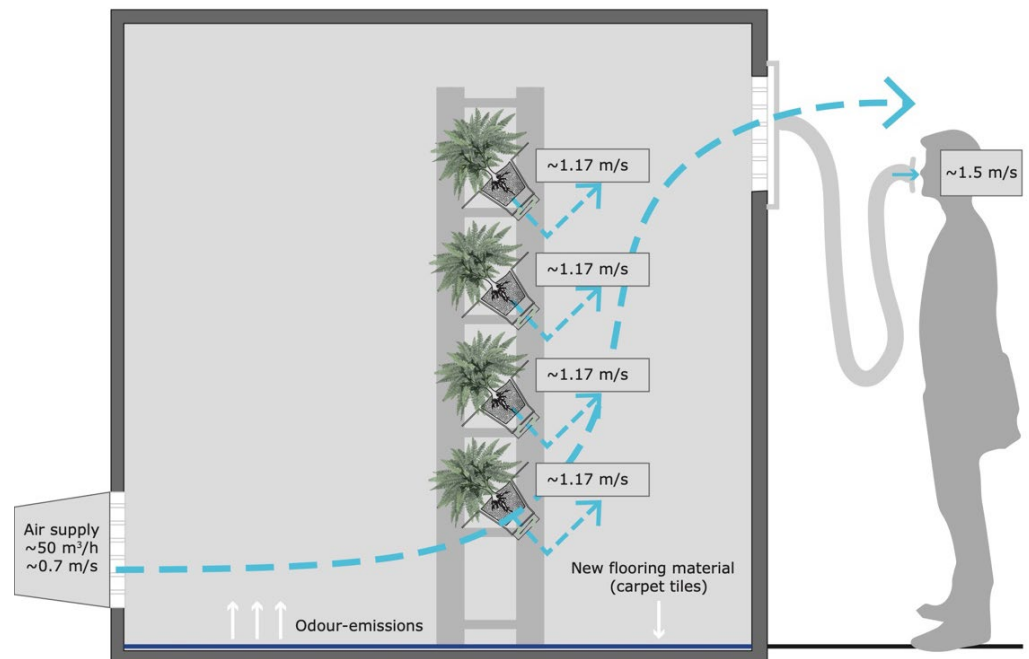 ~1.17 m/s
~1.5 m/s
~1.17 m/s
~1.17 m/s
~1.17 m/s
Air supply
~50 m³/h
~0.7 m/s
New flooring material
(carpet tiles)
Odour-emissions